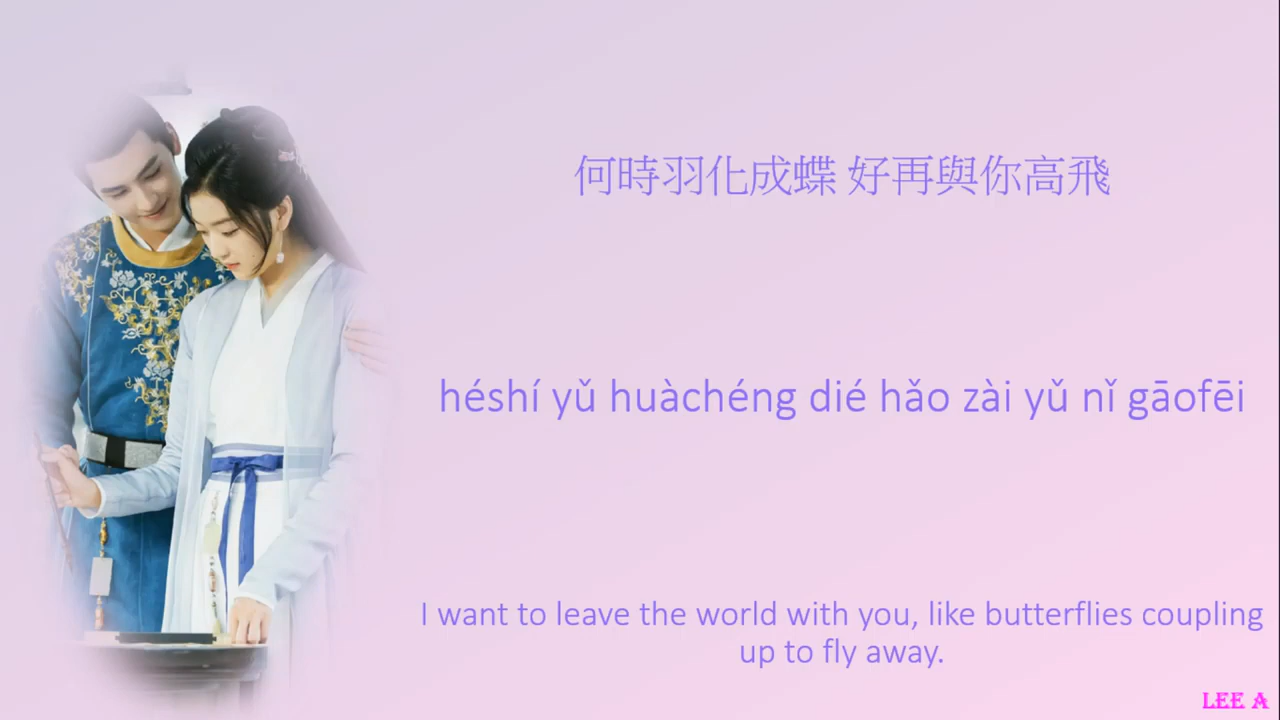 何時羽化成蝶 好再與你高飛
héshí yǔ huàchéng dié hǎo zài yǔ nǐ gāofēi
I want to leave the world with you, like butterflies coupling
up to fly away.
LEE A